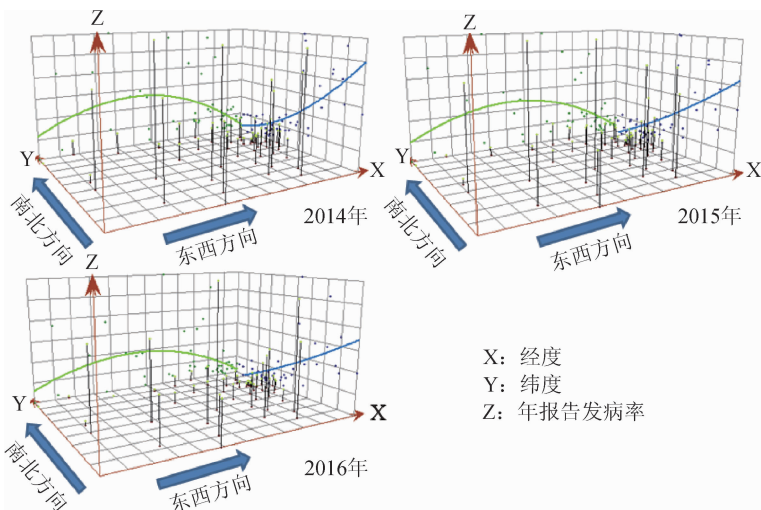 Z
Y
X
南北方向
东西方向
2014年
Z
Y
X
南北方向
东西方向
2015年
Z
Y
X
南北方向
东西方向
2016年
X：经度
Y：纬度
Z：年报告发病率